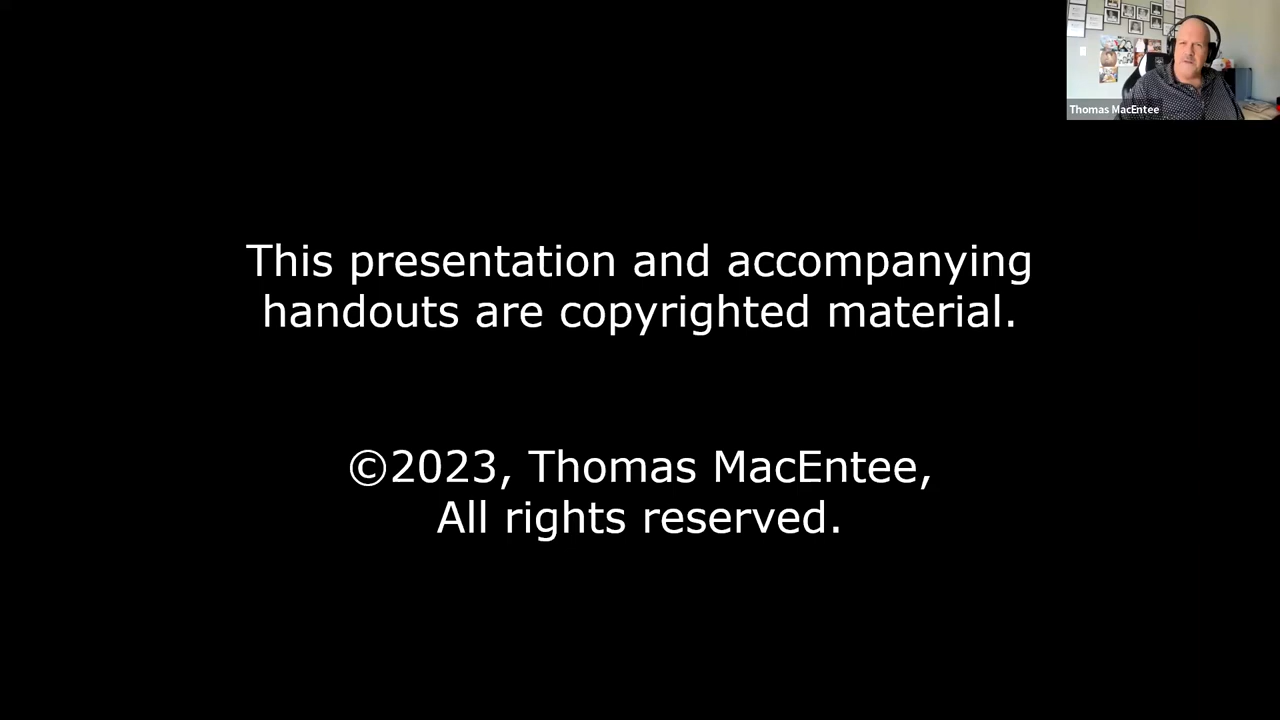 Thomas MacEntee
This presentation and accompanying
handouts are copyrighted material.
©2023, Thomas MacEntee,
All rights reserved.